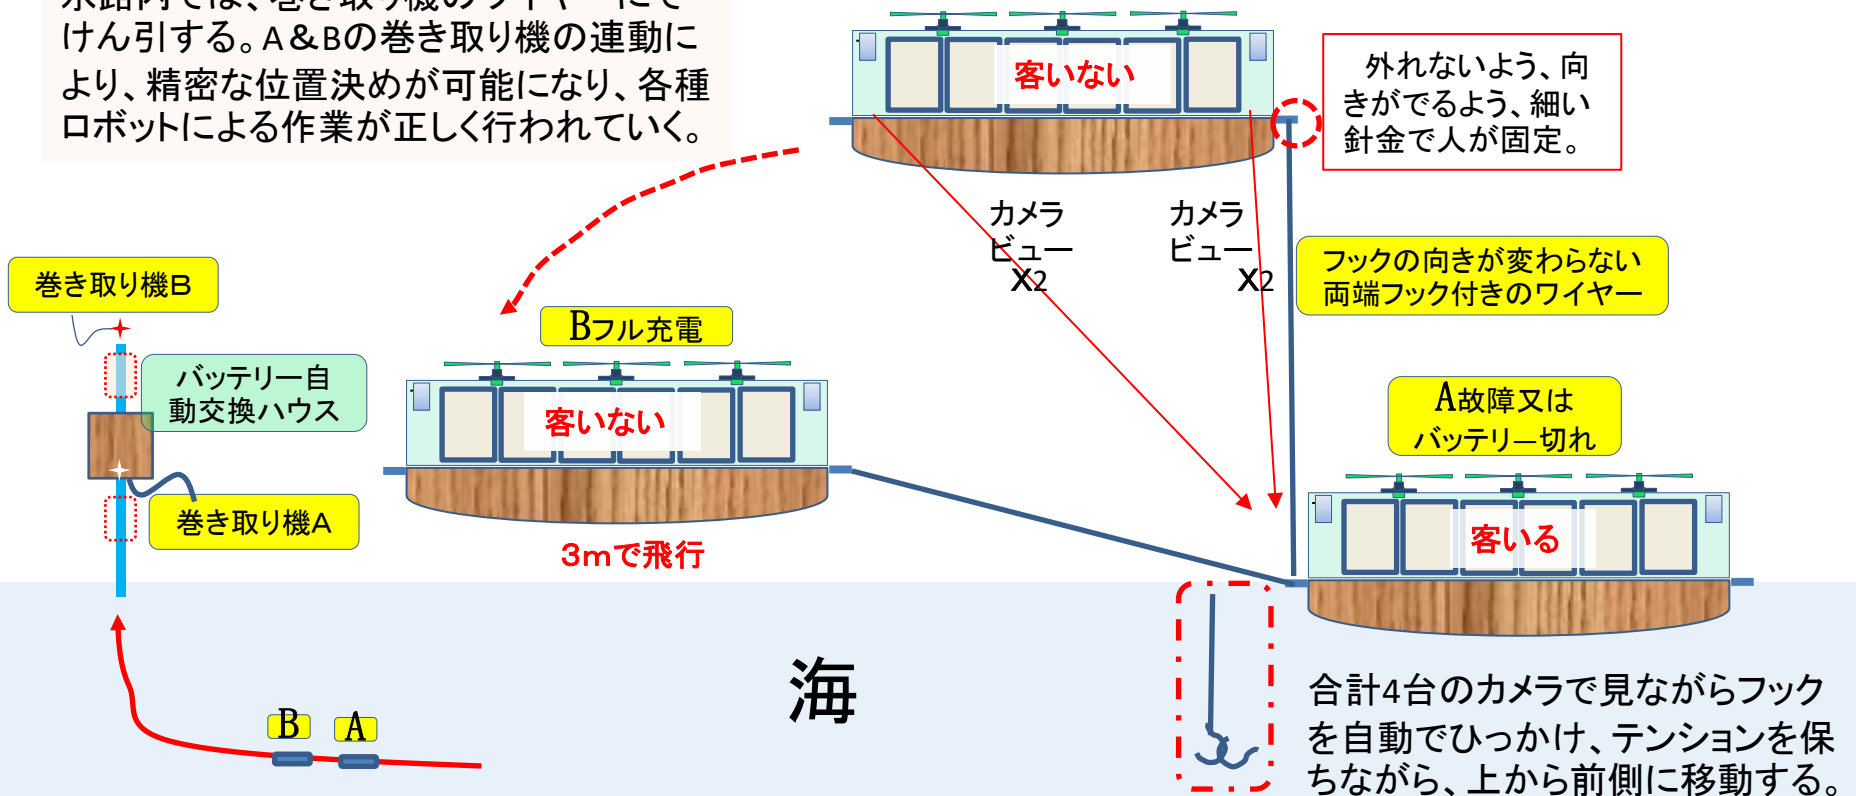 けん引する。A&Bの巻き取り機の連動に
より、精密な位置決めが可能になり、各種
ロボットによる作業が正しく行われていく。
客いない
外れないよう、向
きがでるよう、細い
針金で人が固定。
カメラ
ビュー
X2
カメラ
ビュー
X2
フックの向きが変わらない
両端フック付きのワイヤー
巻き取り機B
Bフル充電
バッテリー自
動交換ハウス
客いない
A故障又は
バッテリ―切れ
巻き取り機A
客いる
3mで飛行
海
B
A
合計4台のカメラで見ながらフック
を自動でひっかけ、テンションを保
ちながら、上から前側に移動する。